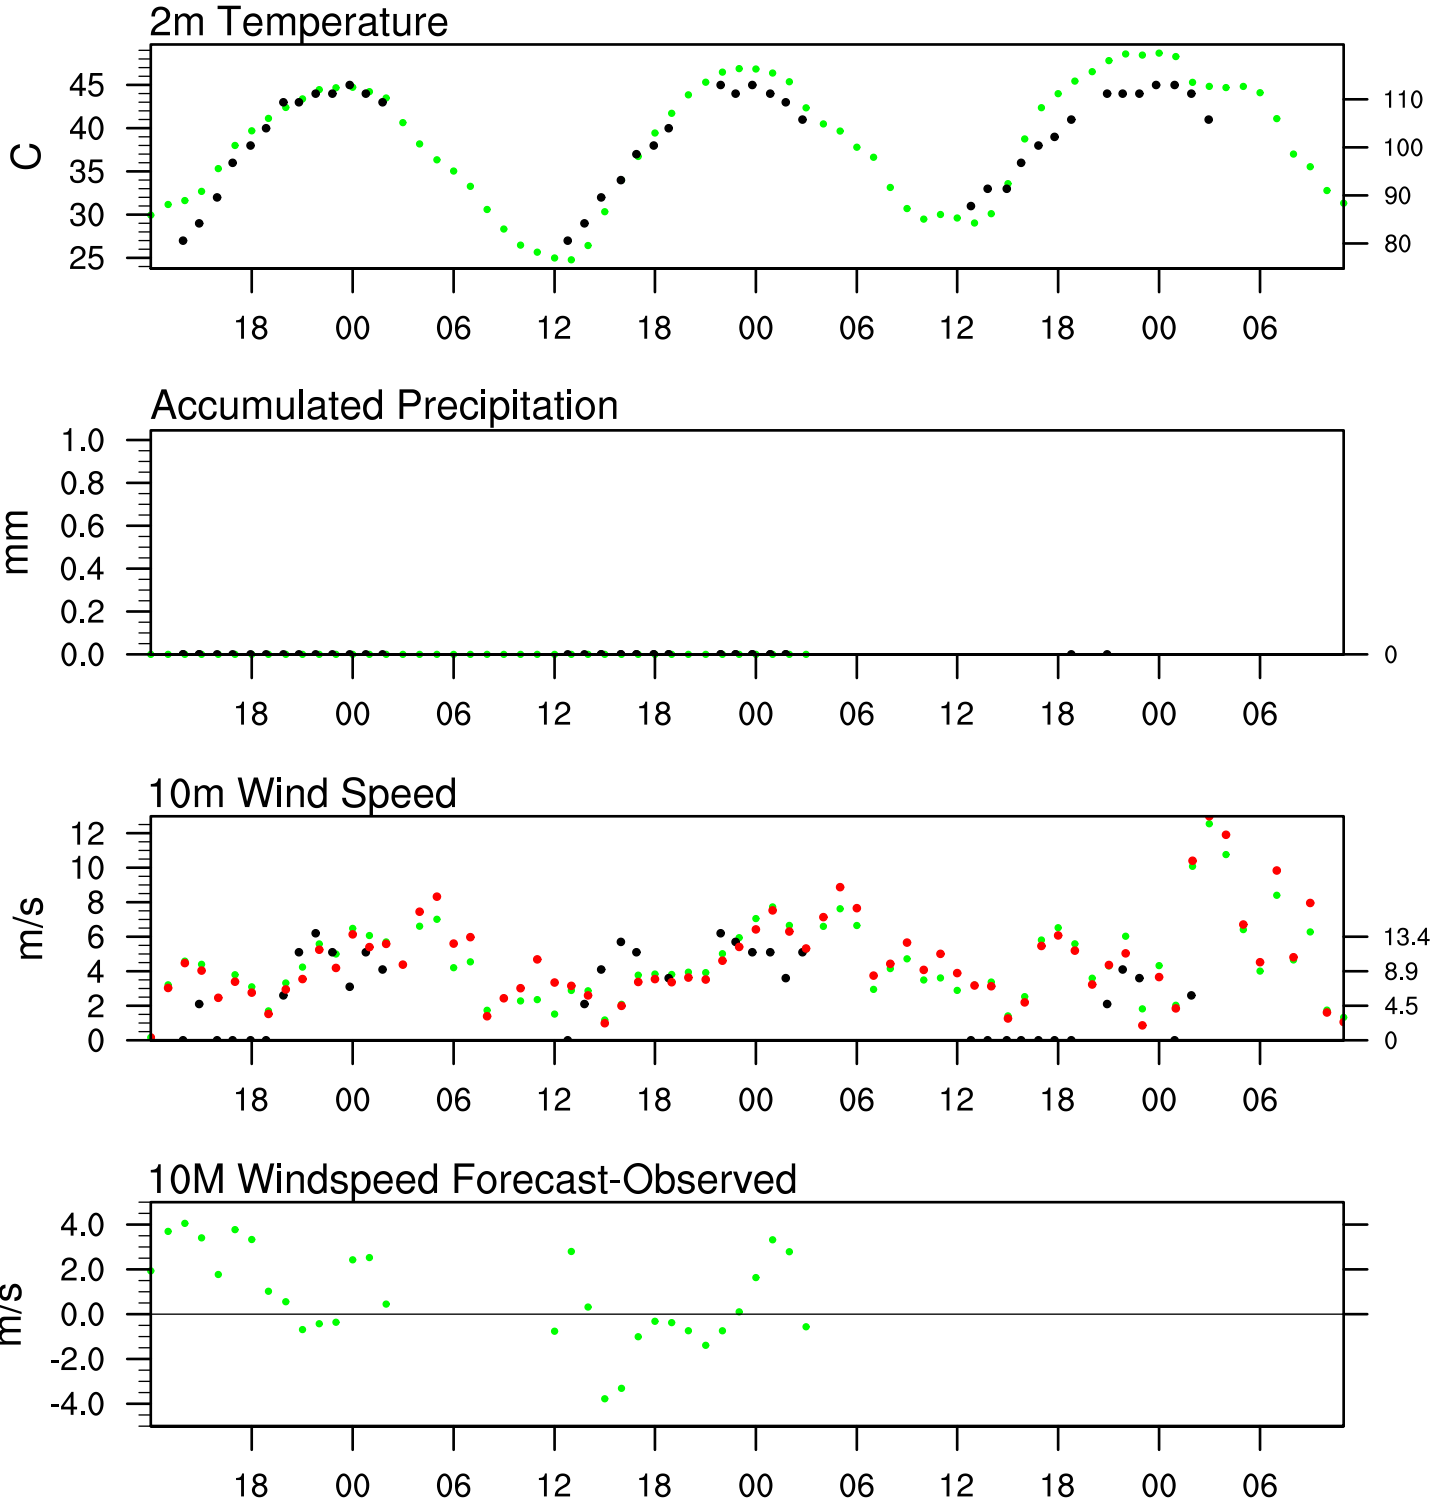 2m Temperature
C
45
40
35
30
25
110
100
90
80
18 00 06 12 18 00 06 12 18 00 06
Accumulated Precipitation
mm
1.0
0.8
0.6
0.4
0.2
0.0
0
18 00 06 12 18 00 06 12 18 00 06
10m Wind Speed
m/s
12
10
8
6
4
2
0
13.4
8.9
4.5
0
18 00 06 12 18 00 06 12 18 00 06
10M Windspeed Forecast-Observed
m/s
4.0
2.0
0.0
-2.0
-4.0
18 00 06 12 18 00 06 12 18 00 06